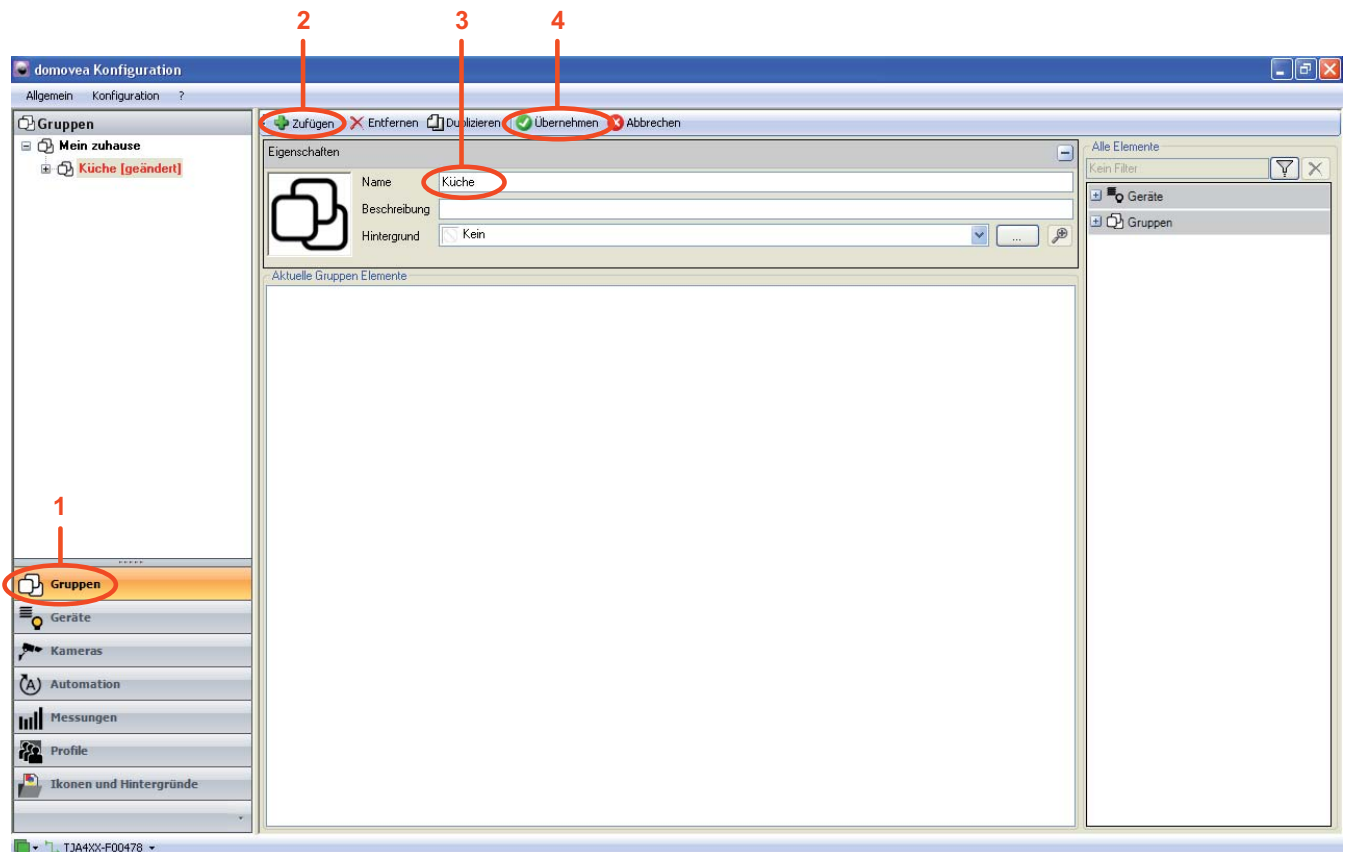 2 3 4
domovea Konfiguration
Allgemein Konfiguration ?
Gruppen
Mein zuhause
Küche [geändert]
Zufügen Entfernen Duplizieren Übernehmen Abbrechen
Eigenschaften
Name Küche
Beschreibung
Hintergrund Kein ...
Aktuelle Gruppen Elemente
Alle Elemente
Kein Filter
Geräte
Gruppen
1
Gruppen
Geräte
Kameras
Automation
Messungen
Profile
Ikonen und Hintergründe
TJA4XX-F00478